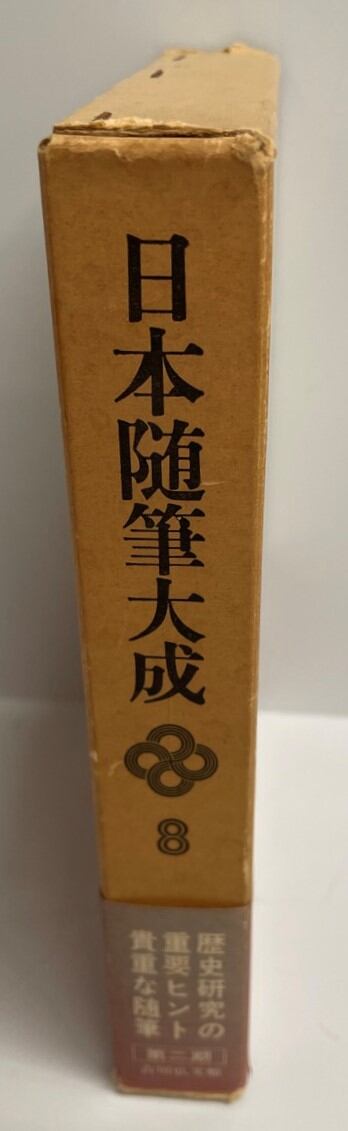 日本随筆大成
8
歴史研究の
重要ヒント
貴重な随筆
第二期
吉川弘文館